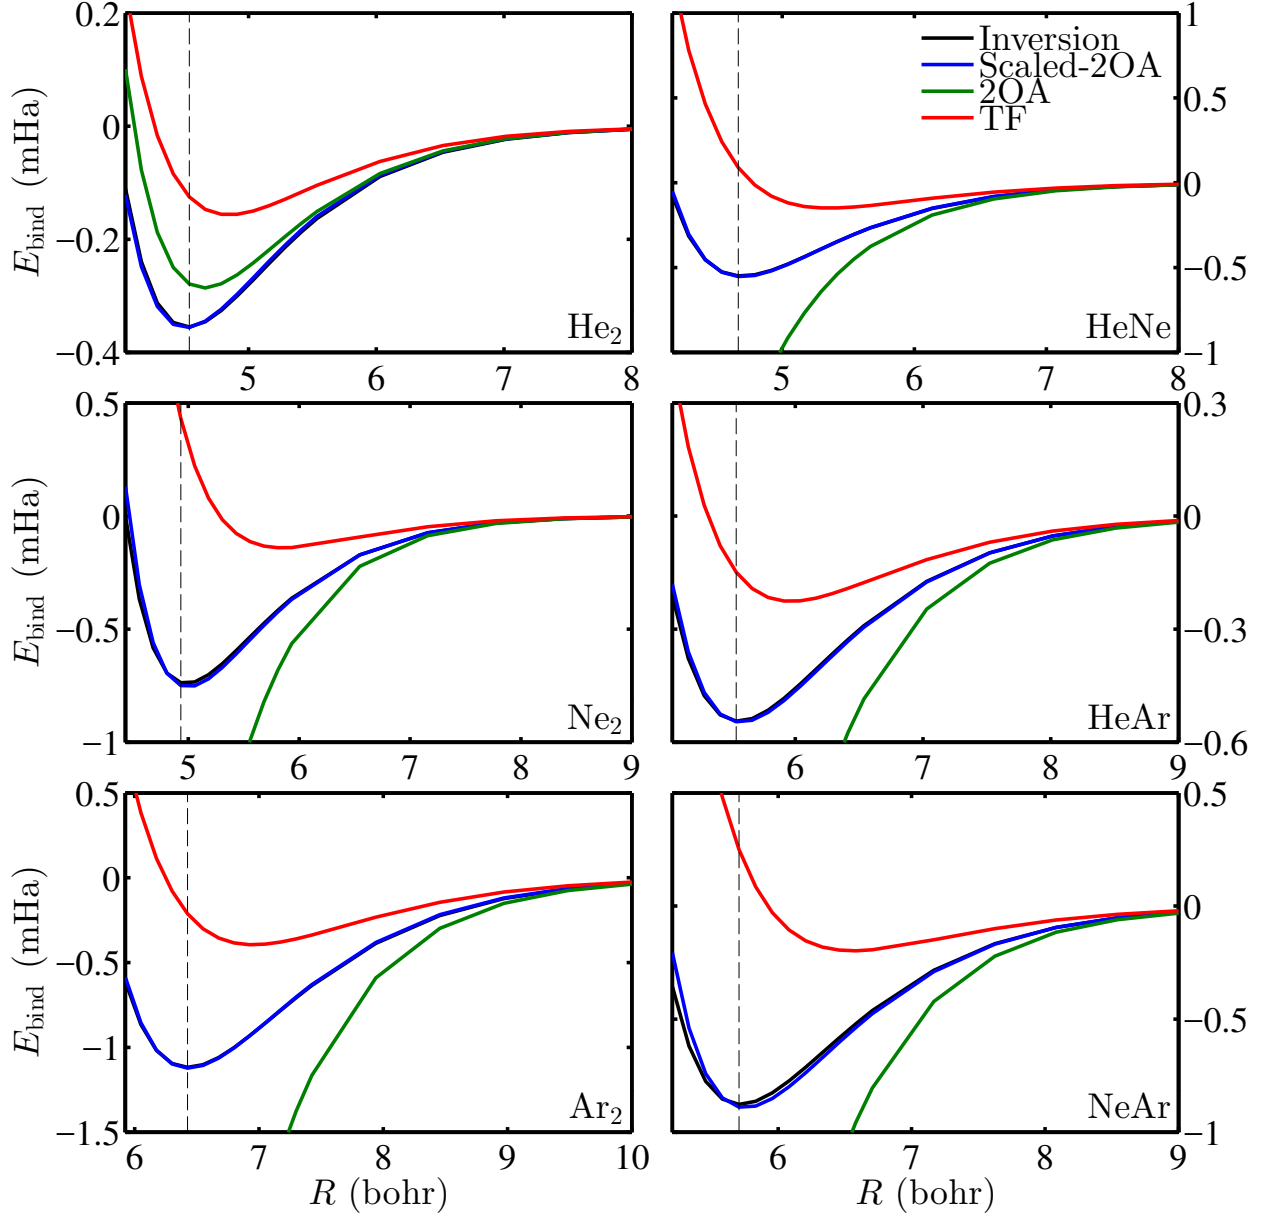 0.2
0
−0.2
−0.4
E_bind (mHa)
5 6 7 8
He₂
Inversion
Scaled-2OA
2OA
TF
1
0.5
0
−0.5
−1
5 6 7 8
HeNe
0.5
0
−0.5
−1
E_bind (mHa)
5 6 7 8 9
Ne₂
0.3
0
−0.3
−0.6
6 7 8 9
HeAr
0.5
0
−0.5
−1
−1.5
E_bind (mHa)
6 7 8 9 10
R (bohr)
Ar₂
0.5
0
−0.5
−1
6 7 8 9
R (bohr)
NeAr